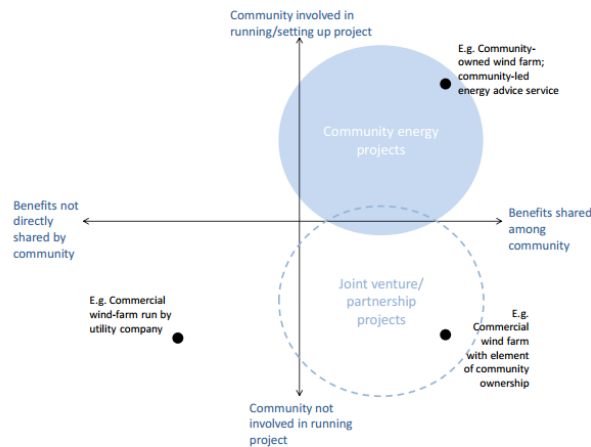 Community involved in
running/setting up project
E.g. Community-
owned wind farm;
community-led
energy advice service
Community energy
projects
Benefits not
directly
shared by
community
Benefits shared
among
community
Joint venture/
partnership
projects
E.g. Commercial
wind-farm run by
utility company
E.g.
Commercial
wind farm
with element
of community
ownership
Community not
involved in running
project